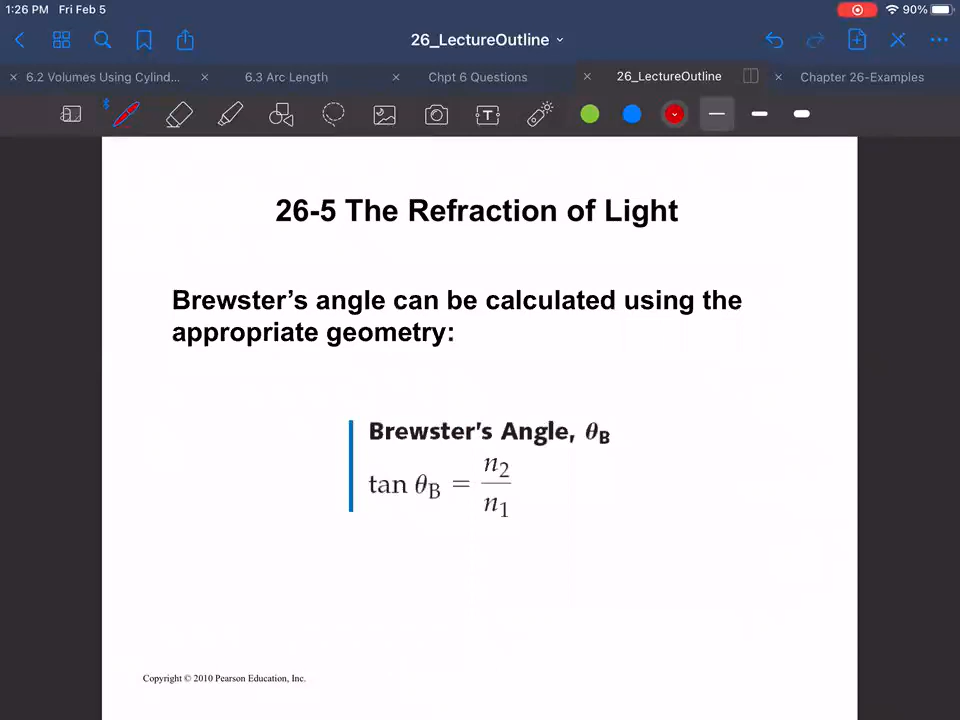 1:26 PM Fri Feb 5
90%
26_LectureOutline
6.2 Volumes Using Cylind...
6.3 Arc Length
Chpt 6 Questions
26_LectureOutline
Chapter 26-Examples
26-5 The Refraction of Light
Brewster's angle can be calculated using the
appropriate geometry:
Brewster's Angle, θB
tan θB = n2/n1
Copyright © 2010 Pearson Education, Inc.